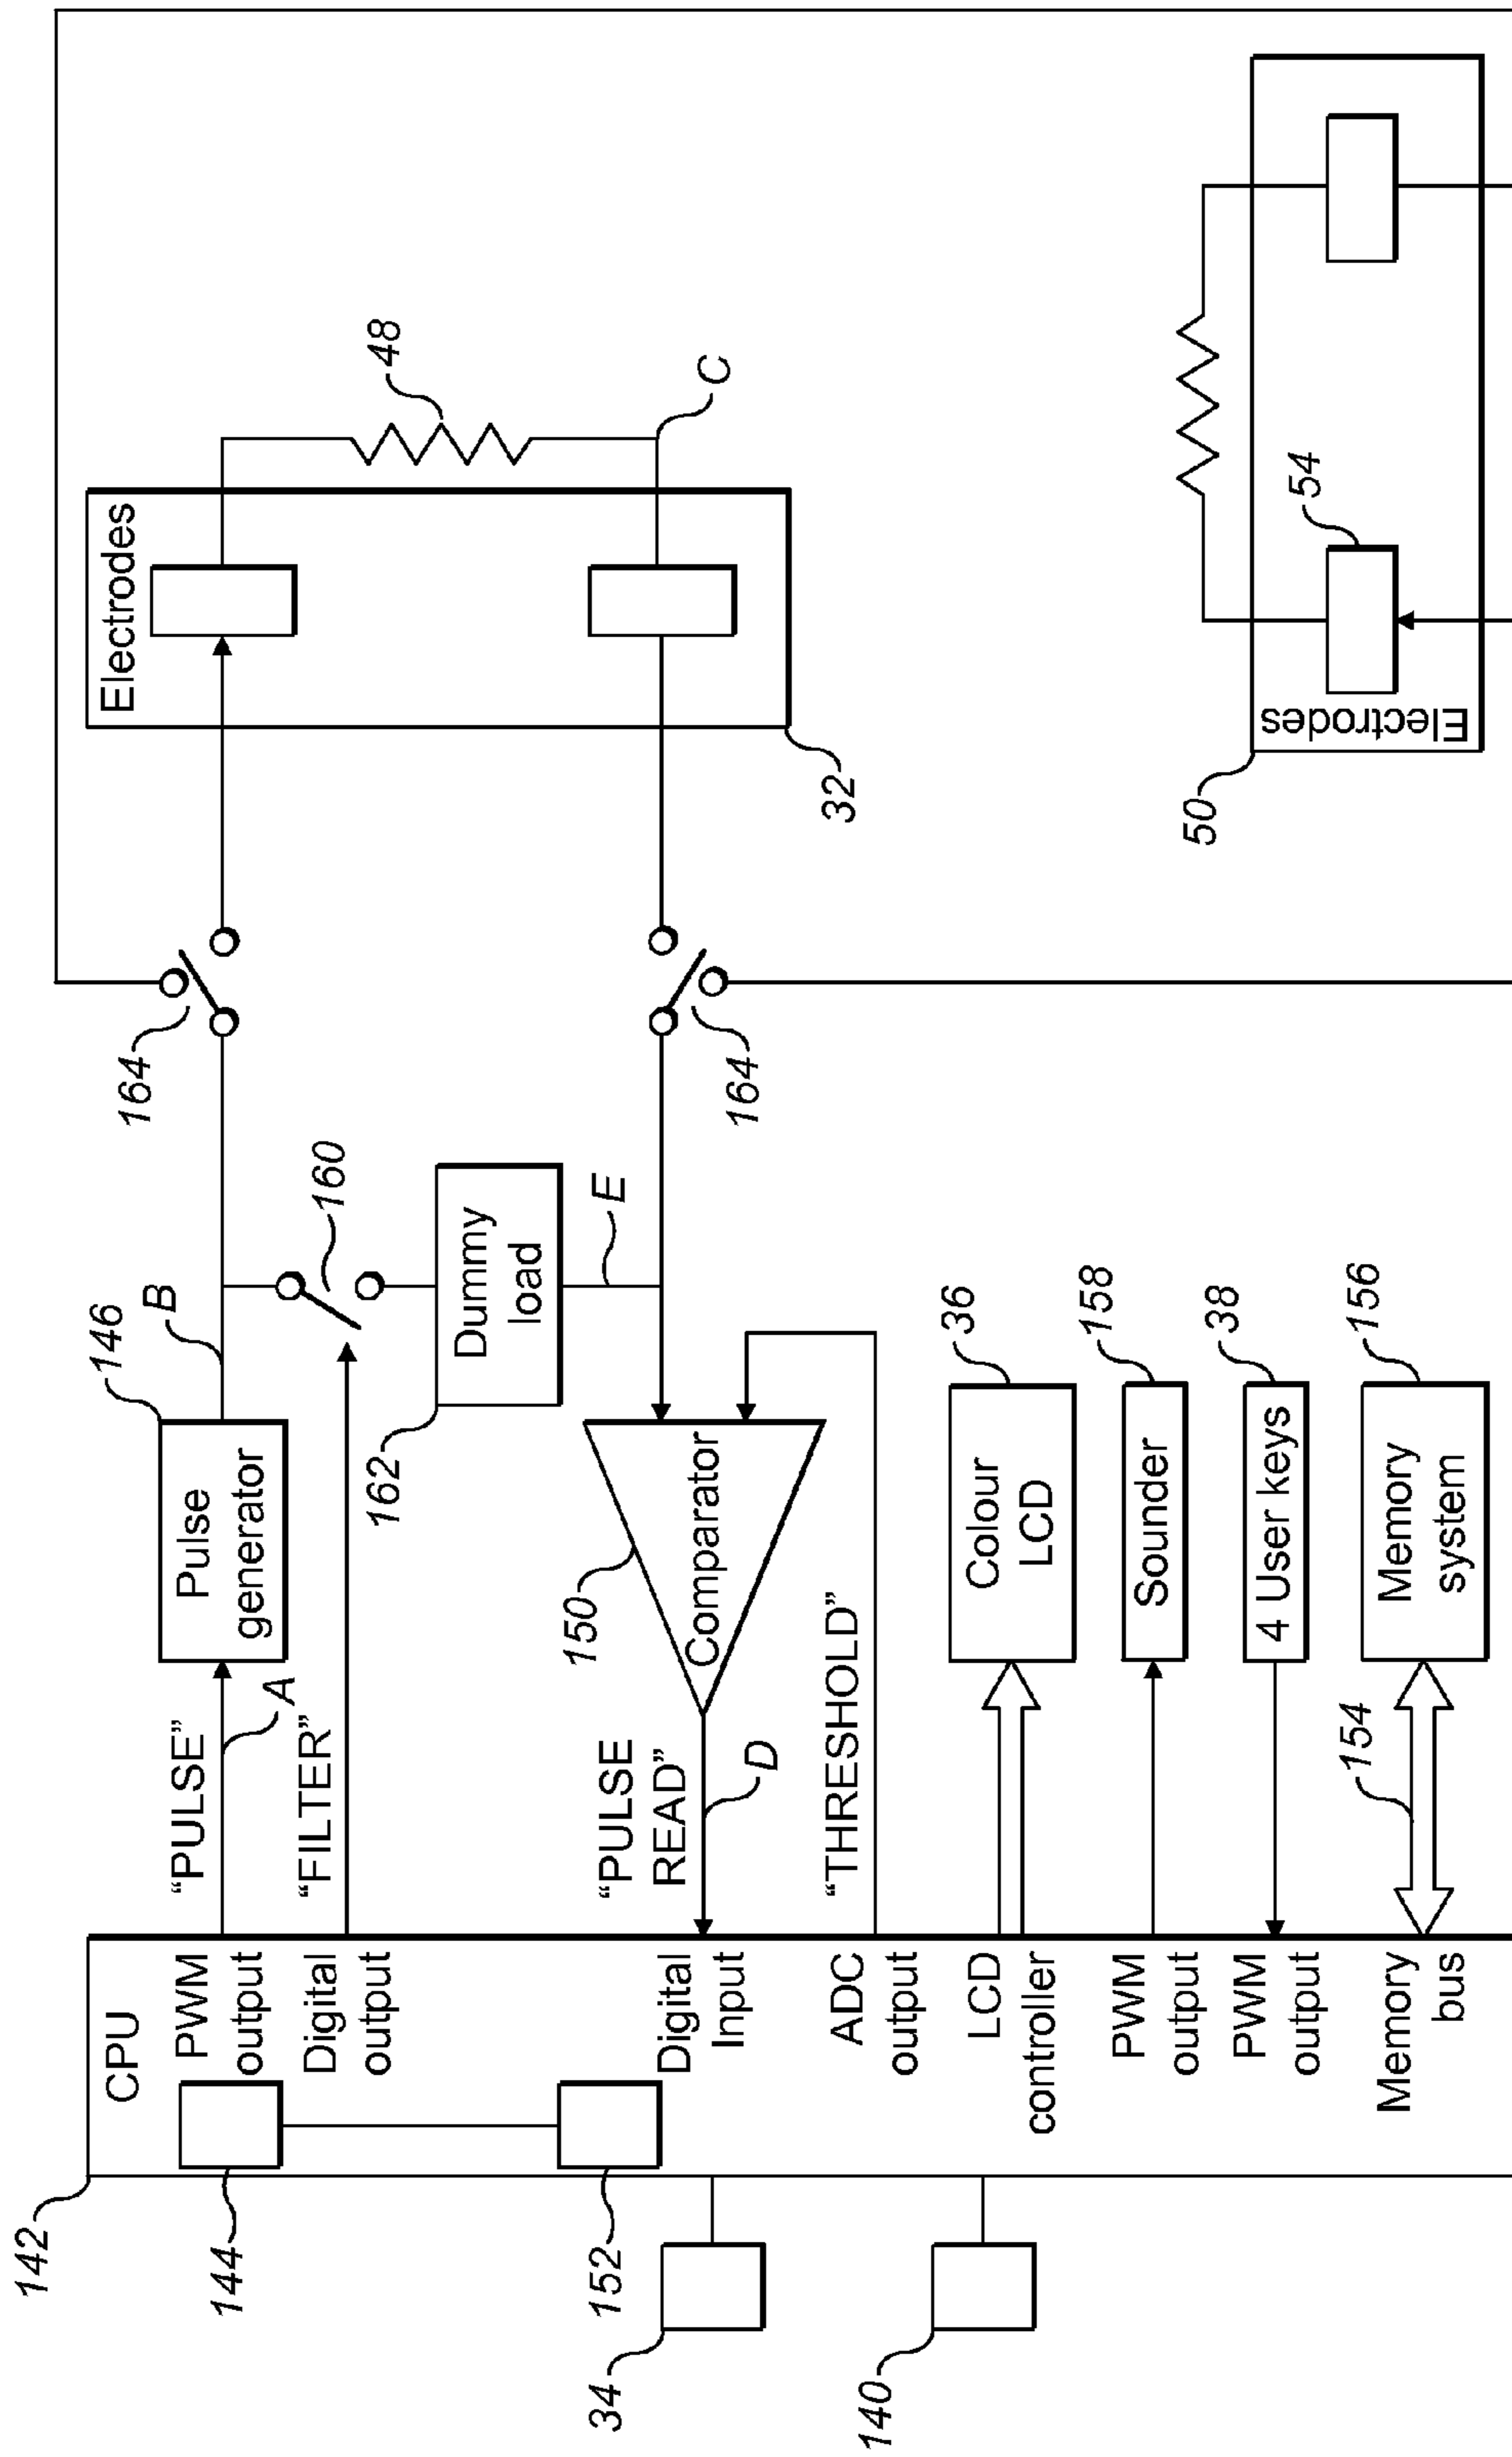 142
CPU
144
152
34
140
PWM
output
Digital
output
Digital
Input
ADC
output
LCD
controller
PWM
output
PWM
output
Memory
bus
“PULSE”
A
“FILTER”
“PULSE
READ”
D
“THRESHOLD”
154
146
Pulse
generator
B
160
162
Dummy
load
E
150
Comparator
36
Colour
LCD
158
Sounder
38
4 User keys
156
Memory
system
164
164
Electrodes
32
48
C
50
Electrodes
54